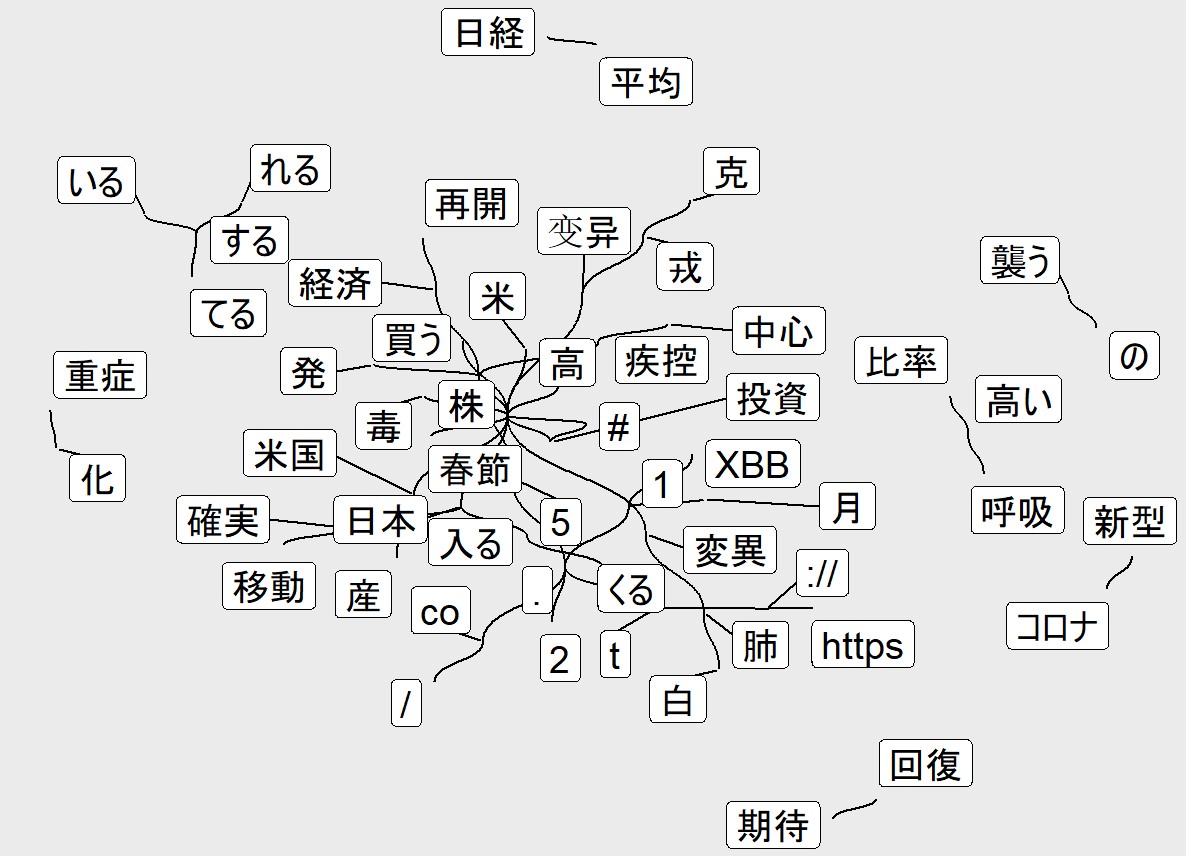 日経
平均
克
れる
いる
再開
変异
する
戎
襲う
経済
米
てる
中心
買う
の
高
疾控
比率
発
重症
投資
高い
株
毒
#
米国
春節
XBB
化
1
月
呼吸
確実
日本
5
新型
入る
変異
://
移動
産
.
くる
co
コロナ
肺
https
2
t
白
/
回復
期待